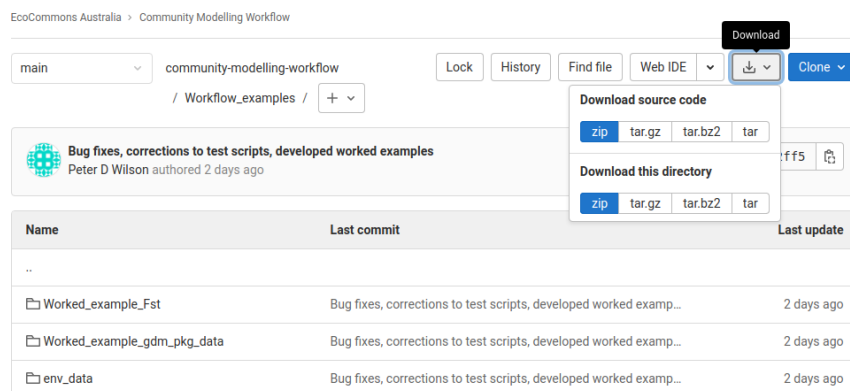 EcoCommons Australia › Community Modelling Workflow
Download
main
community-modelling-workflow
Lock
History
Find file
Web IDE
Clone
/ Workflow_examples / +
Download source code
zip tar.gz tar.bz2 tar
Bug fixes, corrections to test scripts, developed worked examples
Peter D Wilson authored 2 days ago
ff5
Download this directory
zip tar.gz tar.bz2 tar
Name Last commit Last update
..
Worked_example_Fst Bug fixes, corrections to test scripts, developed worked examp... 2 days ago
Worked_example_gdm_pkg_data Bug fixes, corrections to test scripts, developed worked examp... 2 days ago
env_data Bug fixes, corrections to test scripts, developed worked examp... 2 days ago